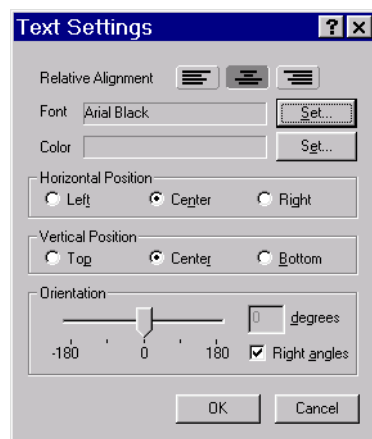 Text Settings
Relative Alignment
Font Arial Black Set...
Color Set...
Horizontal Position
Left Center Right
Vertical Position
Top Center Bottom
Orientation
0 degrees
-180 0 180 Right angles
OK Cancel